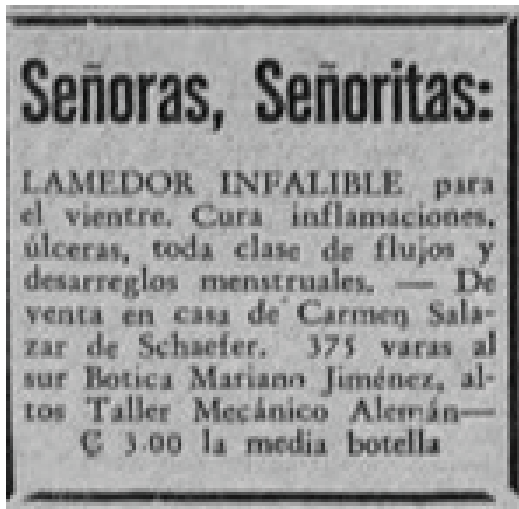 Señoras, Señoritas:
LAMEDOR INFALIBLE para
el vientre. Cura inflamaciones,
úlceras, toda clase de flujos y
desarreglos menstruales. — De
venta en casa de Carmen Sala-
zar de Schaefer. 375 varas al
sur Botica Mariano Jiménez, al-
tos Taller Mecánico Alemán—
₡ 3.00 la media botella